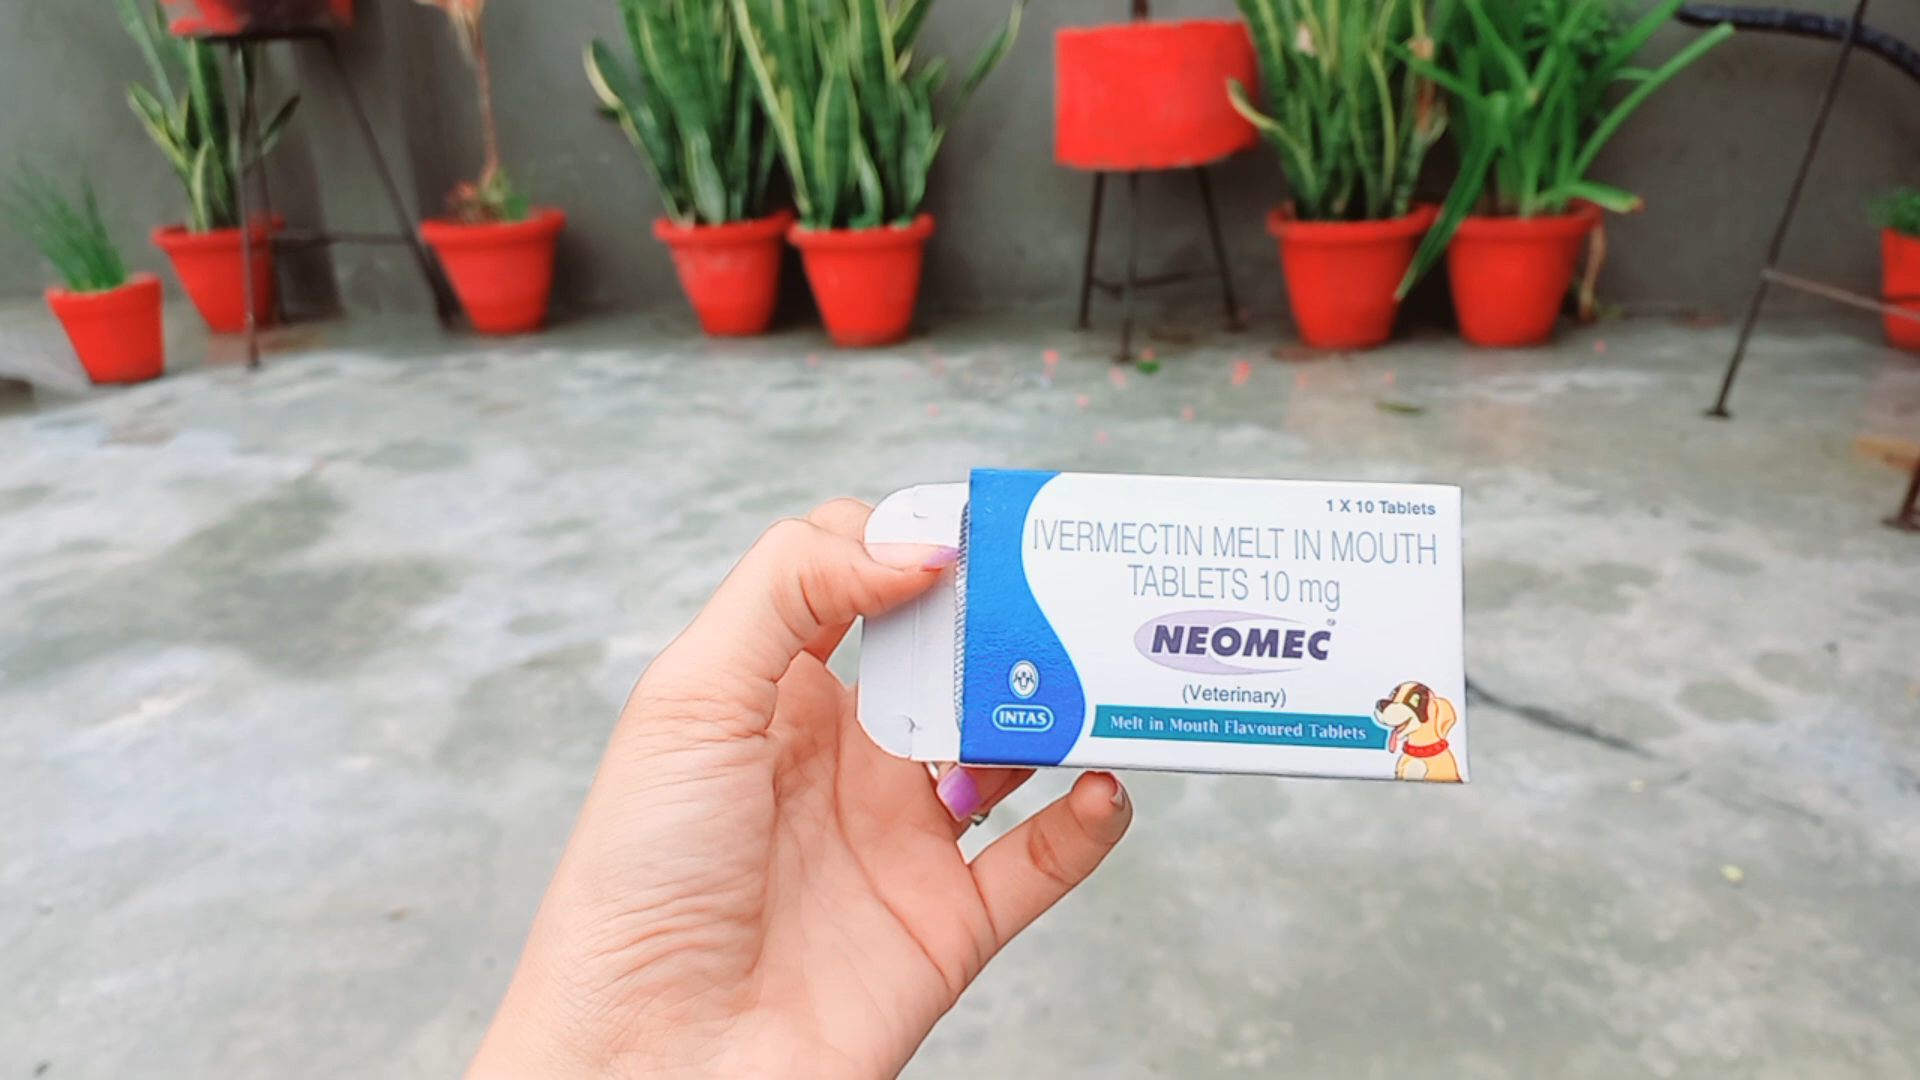 1 X 10 Tablets
IVERMECTIN MELT IN MOUTH
TABLETS 10 mg
NEOMEC®
(Veterinary)
INTAS
Melt in Mouth Flavoured Tablets